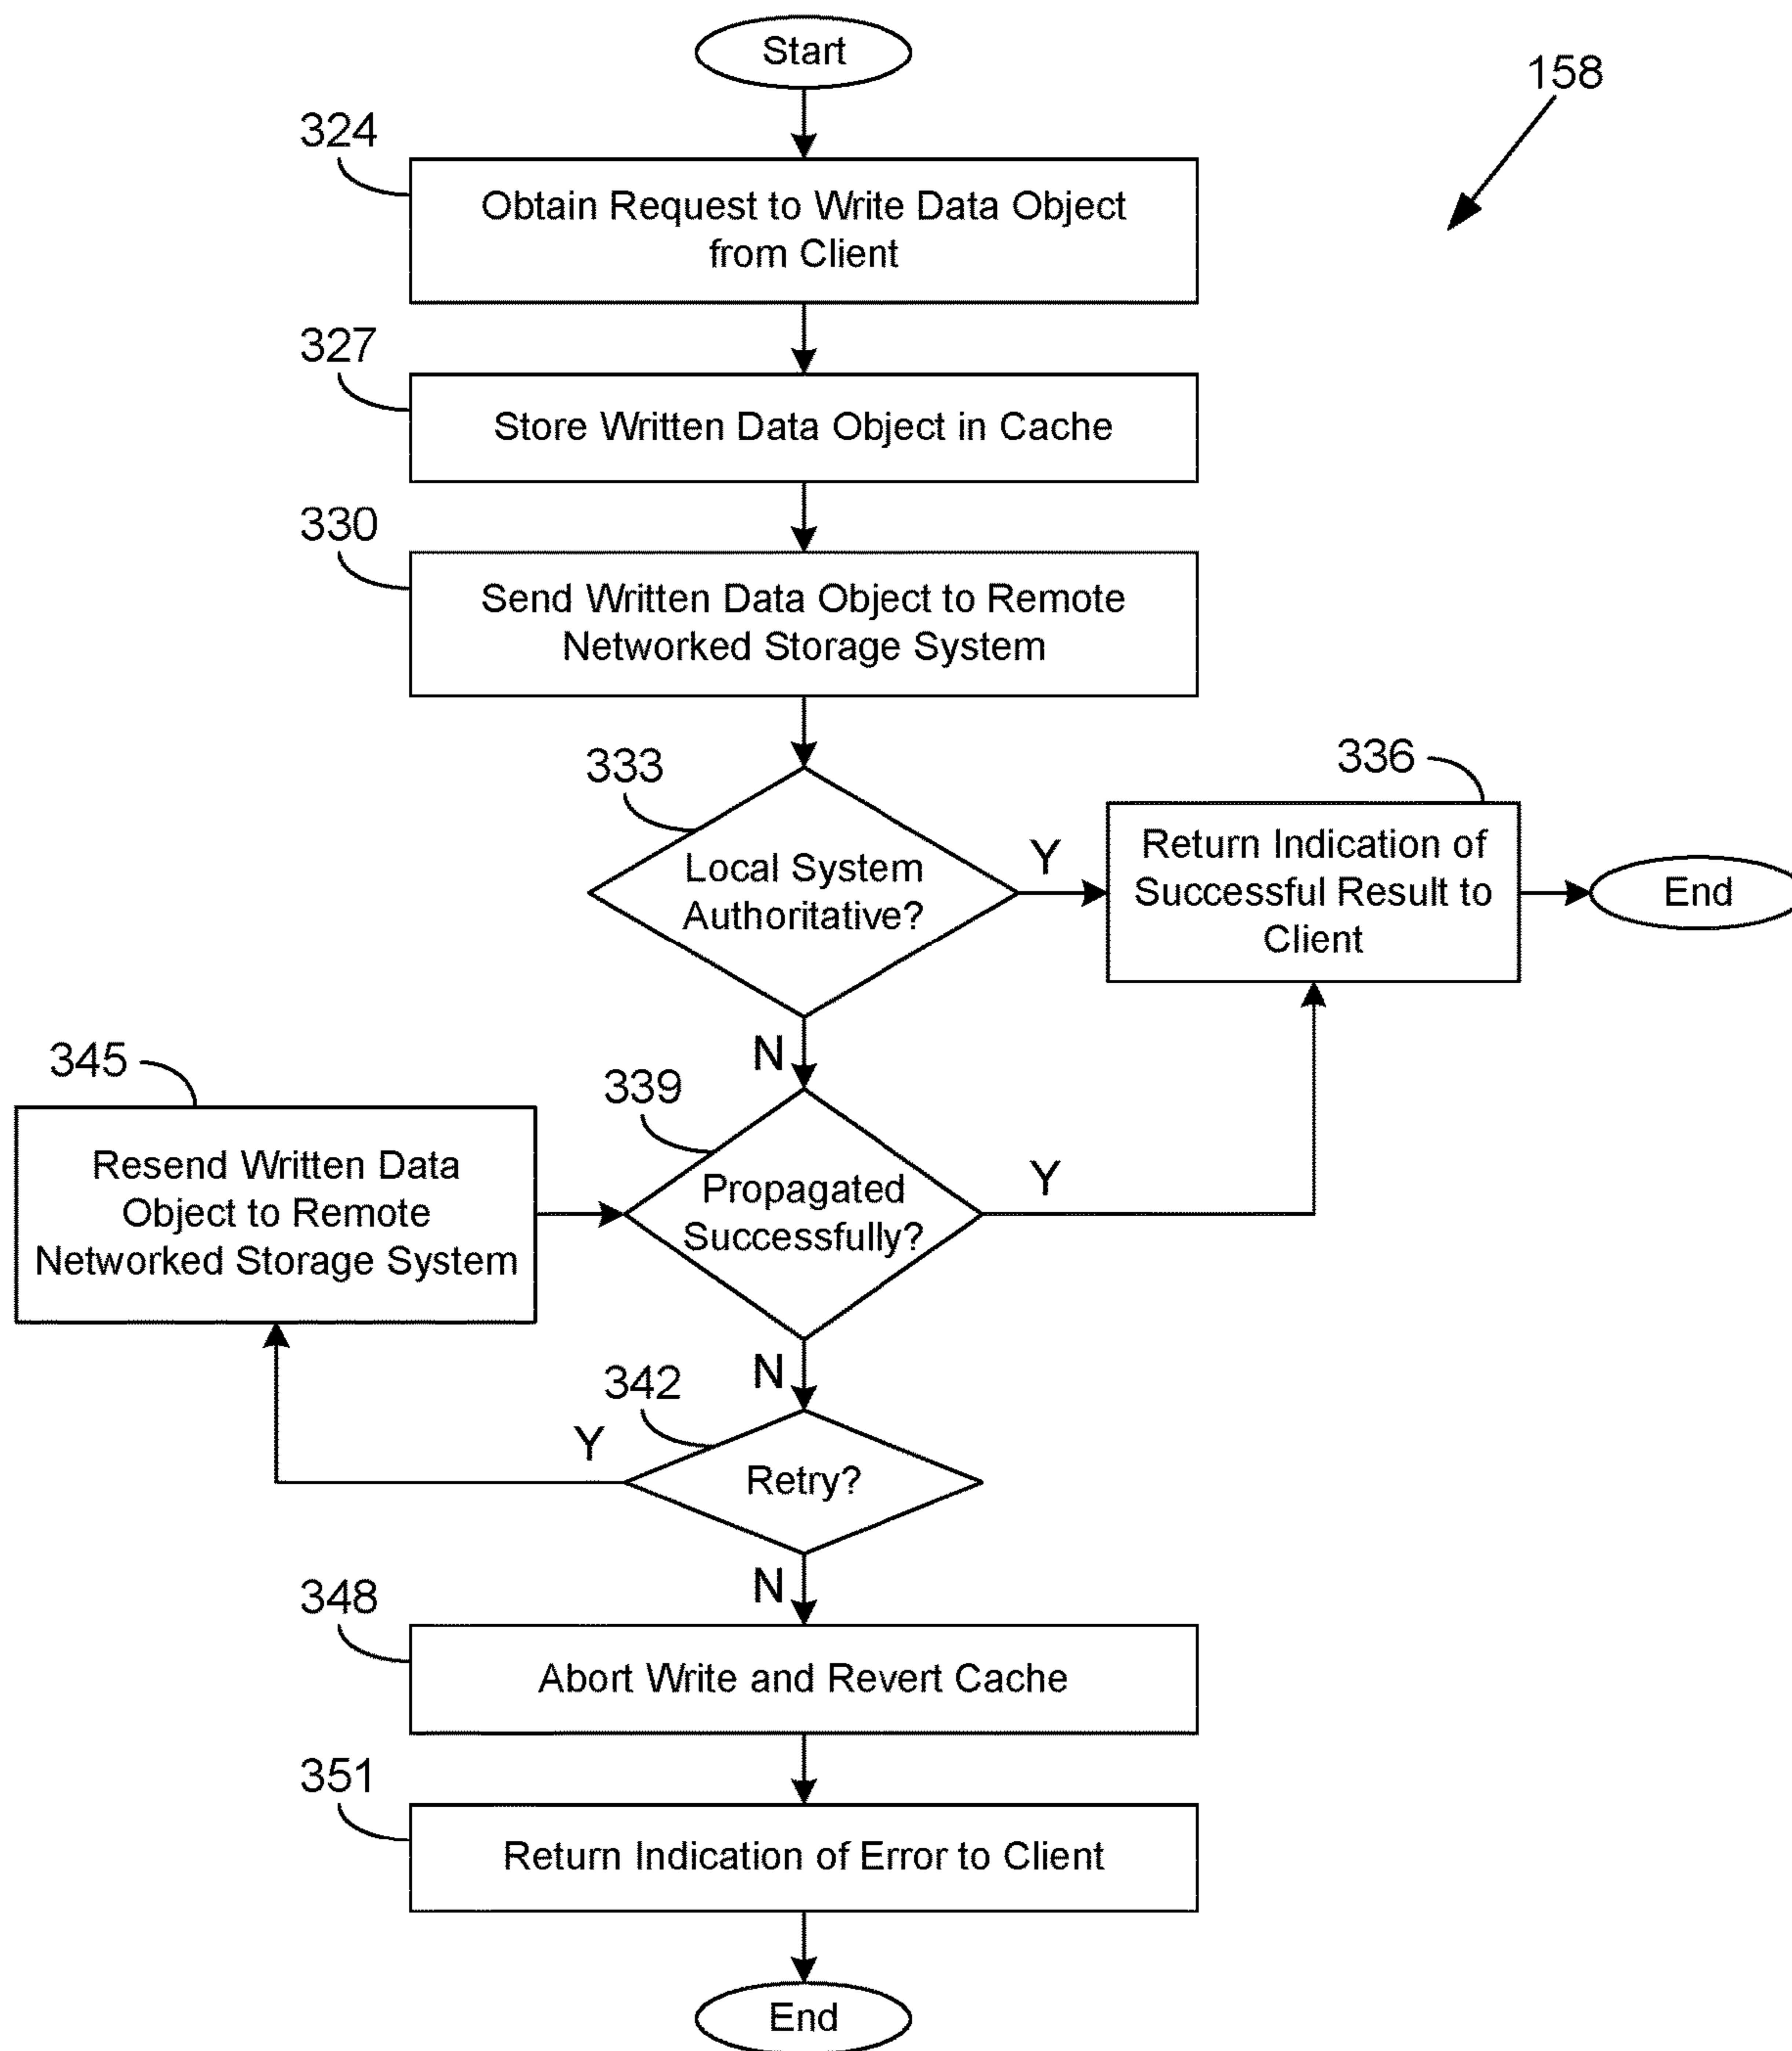 Start
158
324
Obtain Request to Write Data Object
from Client
327
Store Written Data Object in Cache
330
Send Written Data Object to Remote
Networked Storage System
333
Local System
Authoritative?
Y
336
Return Indication of
Successful Result to
Client
End
N
345
Resend Written Data
Object to Remote
Networked Storage System
339
Propagated
Successfully?
Y
N
342
Retry?
Y
N
348
Abort Write and Revert Cache
351
Return Indication of Error to Client
End